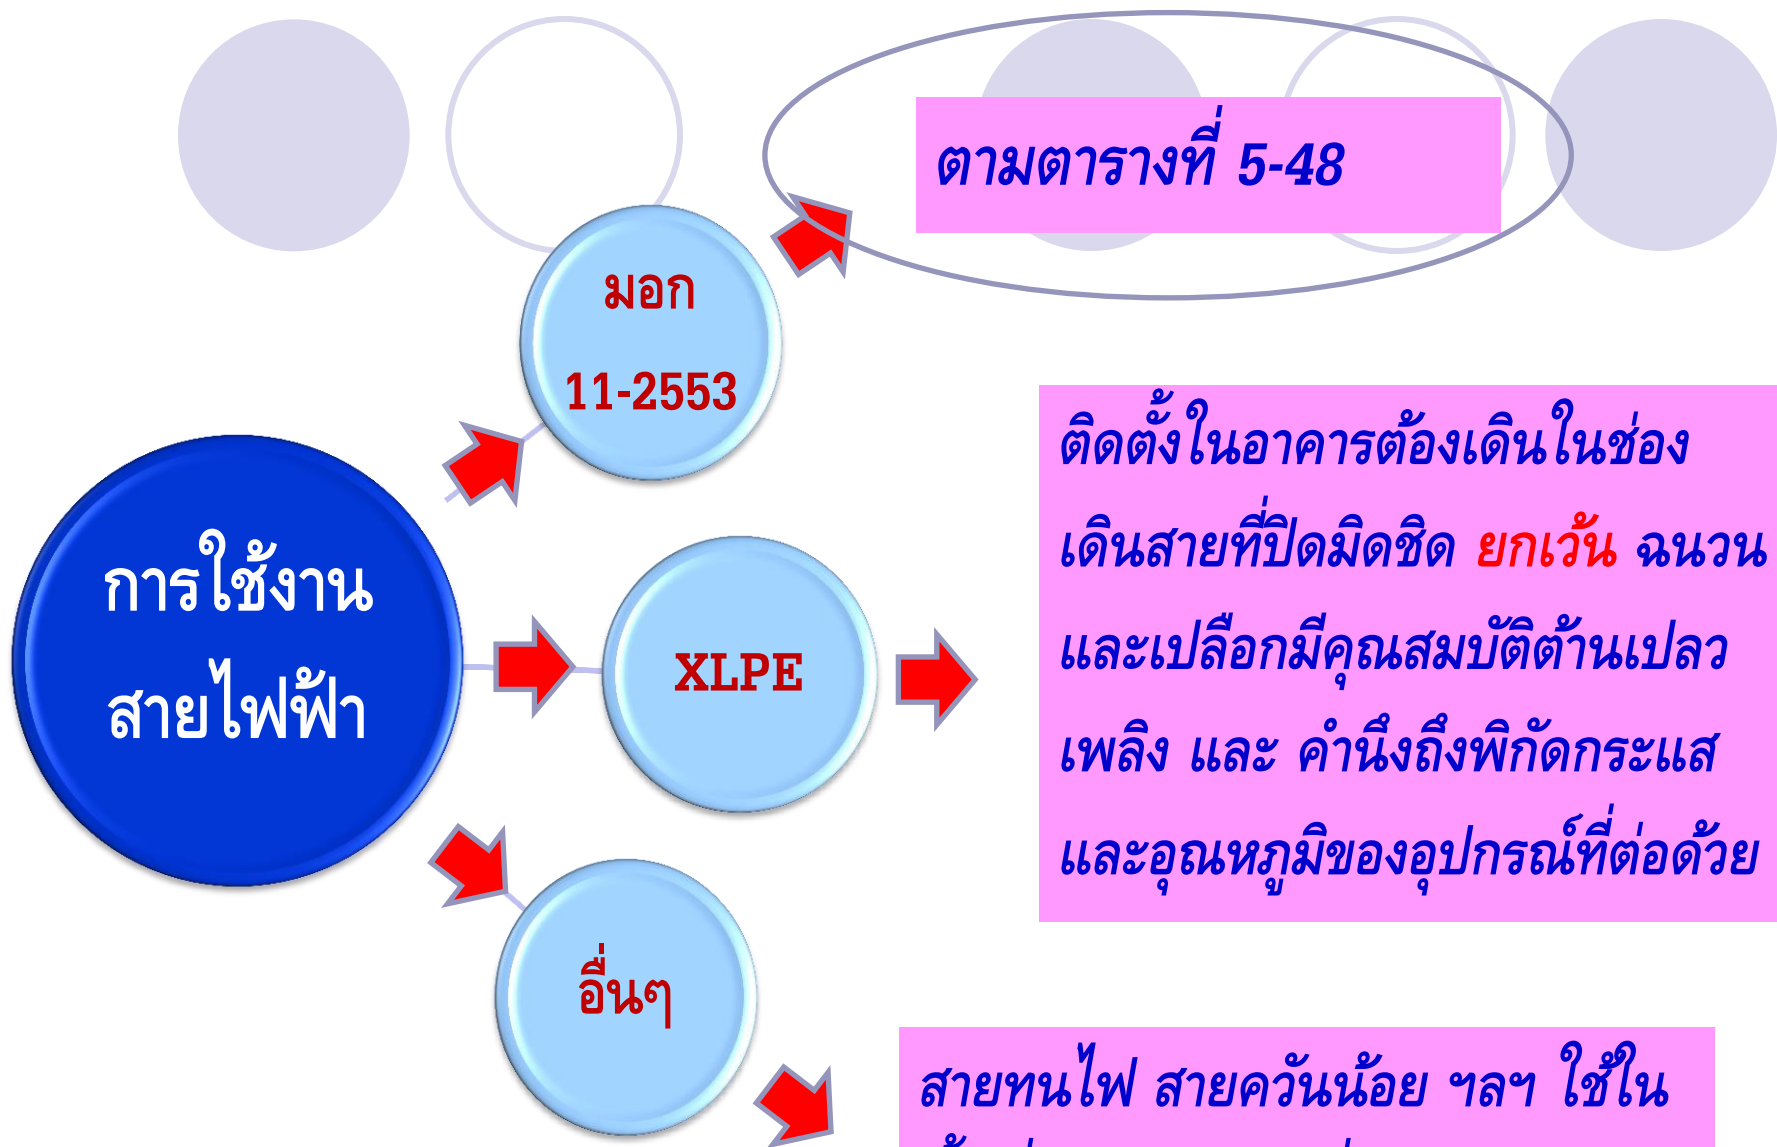 ตามตารางที่ 5-48
มอก
11-2553
การใช้งาน
สายไฟฟ้า
XLPE
ติดตั้งในอาคารต้องเดินในช่อง
เดินสายที่ปิดมิดชิด ยกเว้น ฉนวน
และเปลือกมีคุณสมบัติต้านเปลว
เพลิง และ คำนึงถึงพิกัดกระแส
และอุณหภูมิของอุปกรณ์ที่ต่อด้วย
อื่นๆ
สายทนไฟ สายควันน้อย ฯลฯ ใช้ใน